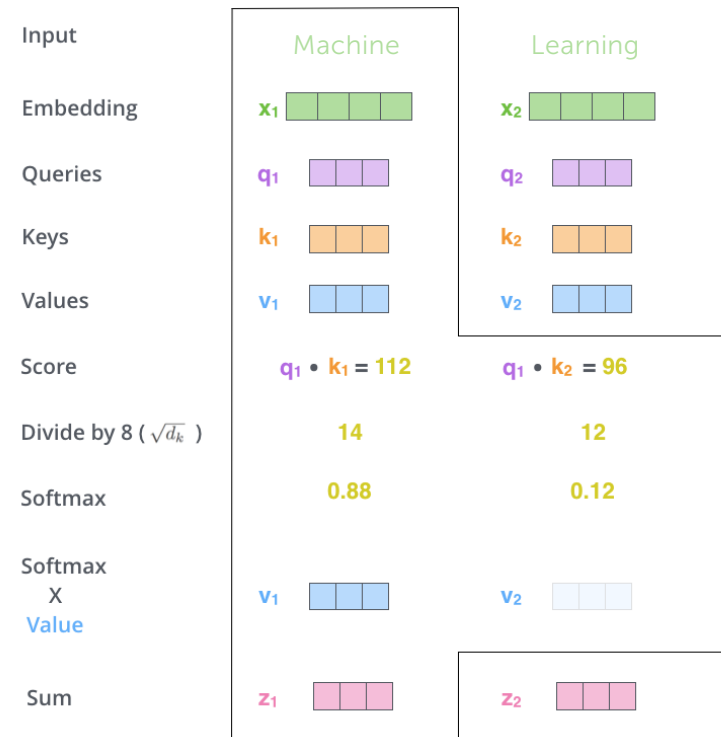 Input Machine Learning
Embedding x₁ x₂
Queries q₁ q₂
Keys k₁ k₂
Values v₁ v₂
Score q₁ • k₁ = 112 q₁ • k₂ = 96
Divide by 8 ( √dₖ ) 14 12
Softmax 0.88 0.12
Softmax
X
Value v₁ v₂
Sum z₁ z₂